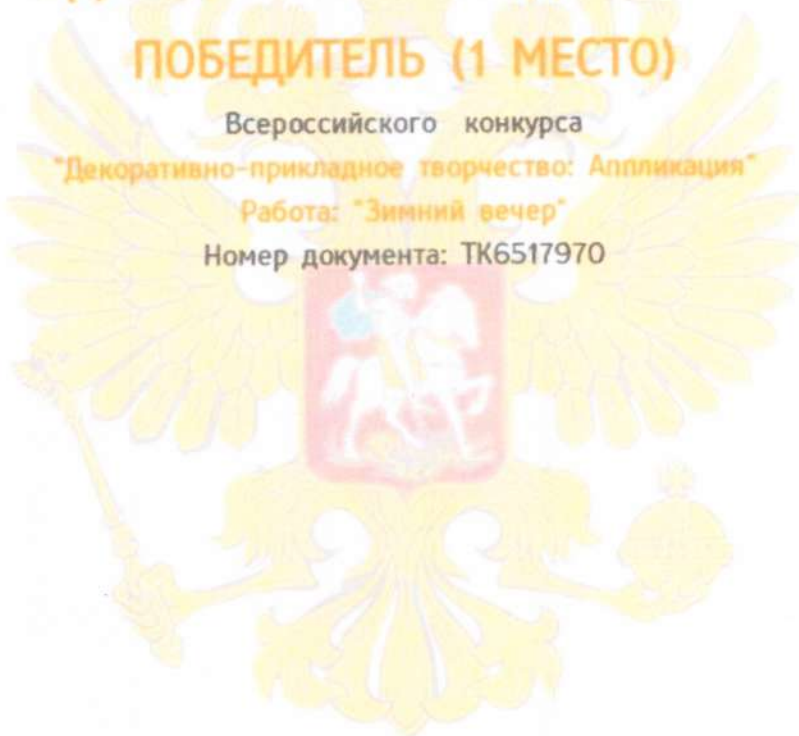 ПОБЕДИТЕЛЬ (1 МЕСТО)
Всероссийского конкурса
"Декоративно-прикладное творчество: Аппликация"
Работа: "Зимний вечер"
Номер документа: ТК6517970